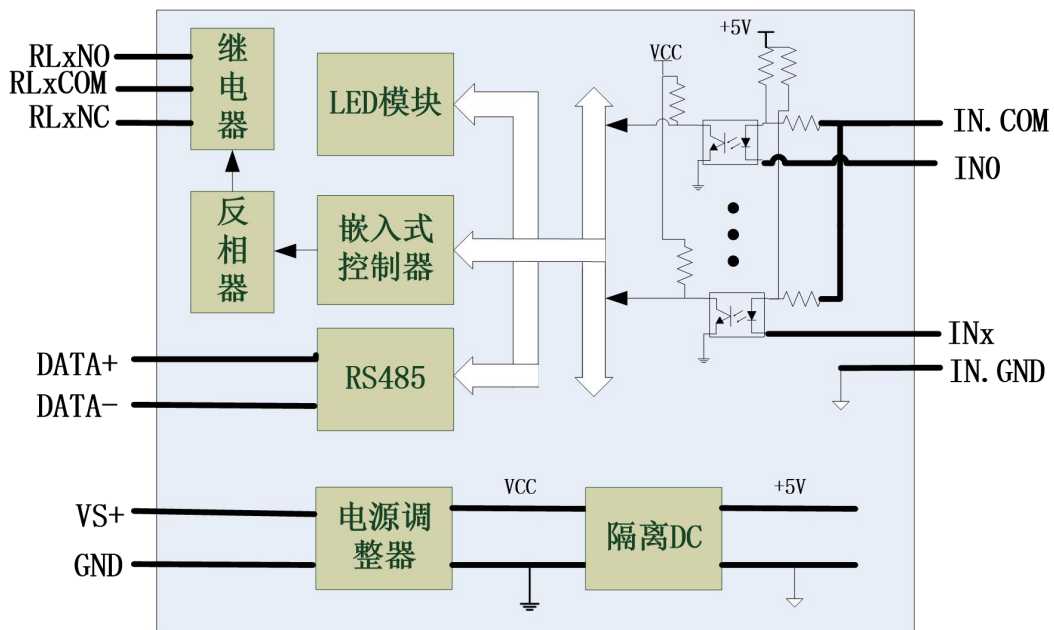 RLxNO
RLxCOM
RLxNC
继电器
LED模块
VCC
+5V
IN.COM
IN0
反相器
嵌入式
控制器
INx
IN.GND
DATA+
DATA-
RS485
VS+
GND
电源调
整器
VCC
隔离DC
+5V